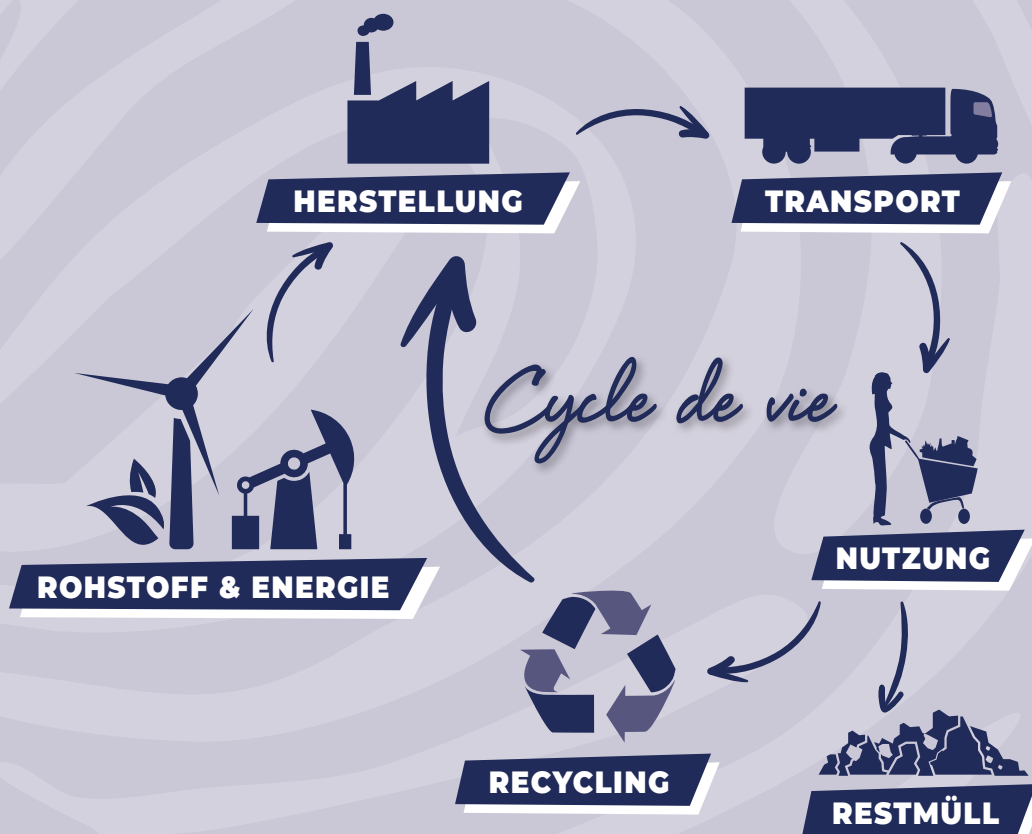 HERSTELLUNG
TRANSPORT
Cycle de vie
NUTZUNG
ROHSTOFF & ENERGIE
RECYCLING
RESTMÜLL